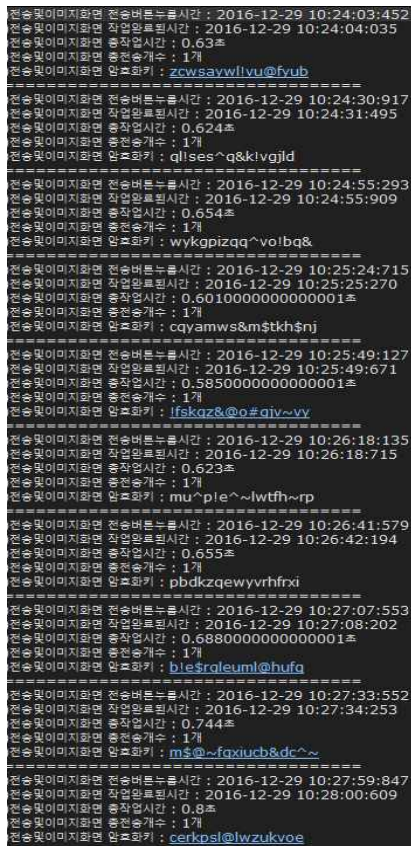 전송및이미지화면 전송버튼누름시간 : 2016-12-29 10:24:03:452
전송및이미지화면 작업완료된시간 : 2016-12-29 10:24:04:035
전송및이미지화면 총작업시간 : 0.63초
전송및이미지화면 총전송개수 : 1개
전송및이미지화면 암호화키 : zcwsavwl!vu@fyub
====================================
전송및이미지화면 전송버튼누름시간 : 2016-12-29 10:24:30:917
전송및이미지화면 작업완료된시간 : 2016-12-29 10:24:31:495
전송및이미지화면 총작업시간 : 0.624초
전송및이미지화면 총전송개수 : 1개
전송및이미지화면 암호화키 : ql!ses^q&k!vgjld
====================================
전송및이미지화면 전송버튼누름시간 : 2016-12-29 10:24:55:293
전송및이미지화면 작업완료된시간 : 2016-12-29 10:24:55:909
전송및이미지화면 총작업시간 : 0.654초
전송및이미지화면 총전송개수 : 1개
전송및이미지화면 암호화키 : wykgpizqq^vo!bq&
====================================
전송및이미지화면 전송버튼누름시간 : 2016-12-29 10:25:24:715
전송및이미지화면 작업완료된시간 : 2016-12-29 10:25:25:270
전송및이미지화면 총작업시간 : 0.6010000000000001초
전송및이미지화면 총전송개수 : 1개
전송및이미지화면 암호화키 : cqyamws&m$tkh$nj
====================================
전송및이미지화면 전송버튼누름시간 : 2016-12-29 10:25:49:127
전송및이미지화면 작업완료된시간 : 2016-12-29 10:25:49:671
전송및이미지화면 총작업시간 : 0.5850000000000001초
전송및이미지화면 총전송개수 : 1개
전송및이미지화면 암호화키 : !fskgz&@o#gjv~vy
====================================
전송및이미지화면 전송버튼누름시간 : 2016-12-29 10:26:18:135
전송및이미지화면 작업완료된시간 : 2016-12-29 10:26:18:715
전송및이미지화면 총작업시간 : 0.623초
전송및이미지화면 총전송개수 : 1개
전송및이미지화면 암호화키 : mu^p!e^~lwtfh~rp
====================================
전송및이미지화면 전송버튼누름시간 : 2016-12-29 10:26:41:579
전송및이미지화면 작업완료된시간 : 2016-12-29 10:26:42:194
전송및이미지화면 총작업시간 : 0.655초
전송및이미지화면 총전송개수 : 1개
전송및이미지화면 암호화키 : pbdkzqewyvrhfrxi
====================================
전송및이미지화면 전송버튼누름시간 : 2016-12-29 10:27:07:553
전송및이미지화면 작업완료된시간 : 2016-12-29 10:27:08:202
전송및이미지화면 총작업시간 : 0.6880000000000001초
전송및이미지화면 총전송개수 : 1개
전송및이미지화면 암호화키 : b!e$rgleuml@hufq
====================================
전송및이미지화면 전송버튼누름시간 : 2016-12-29 10:27:33:552
전송및이미지화면 작업완료된시간 : 2016-12-29 10:27:34:253
전송및이미지화면 총작업시간 : 0.744초
전송및이미지화면 총전송개수 : 1개
전송및이미지화면 암호화키 : m$@~fgxiucb&dc^~
====================================
전송및이미지화면 전송버튼누름시간 : 2016-12-29 10:27:59:847
전송및이미지화면 작업완료된시간 : 2016-12-29 10:28:00:609
전송및이미지화면 총작업시간 : 0.8초
전송및이미지화면 총전송개수 : 1개
전송및이미지화면 암호화키 : cerkpsl@lwzukvoe